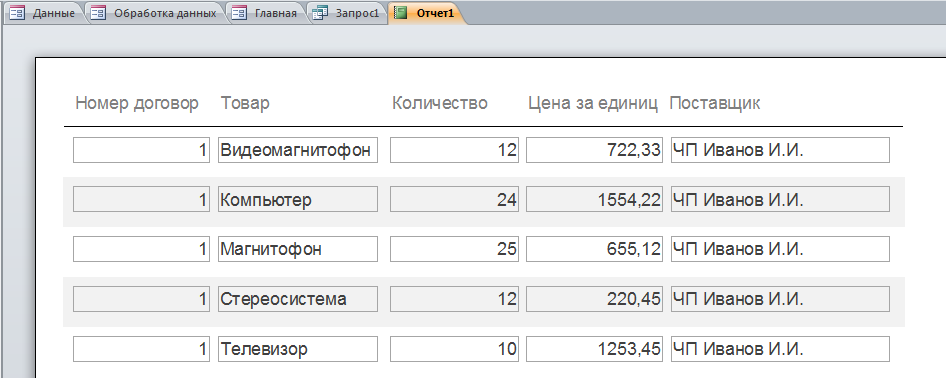 Данные Обработка данных Главная Запрос1 Отчет1
Номер договор Товар Количество Цена за единиц Поставщик
1 Видеомагнитофон 12 722,33 ЧП Иванов И.И.
1 Компьютер 24 1554,22 ЧП Иванов И.И.
1 Магнитофон 25 655,12 ЧП Иванов И.И.
1 Стереосистема 12 220,45 ЧП Иванов И.И.
1 Телевизор 10 1253,45 ЧП Иванов И.И.